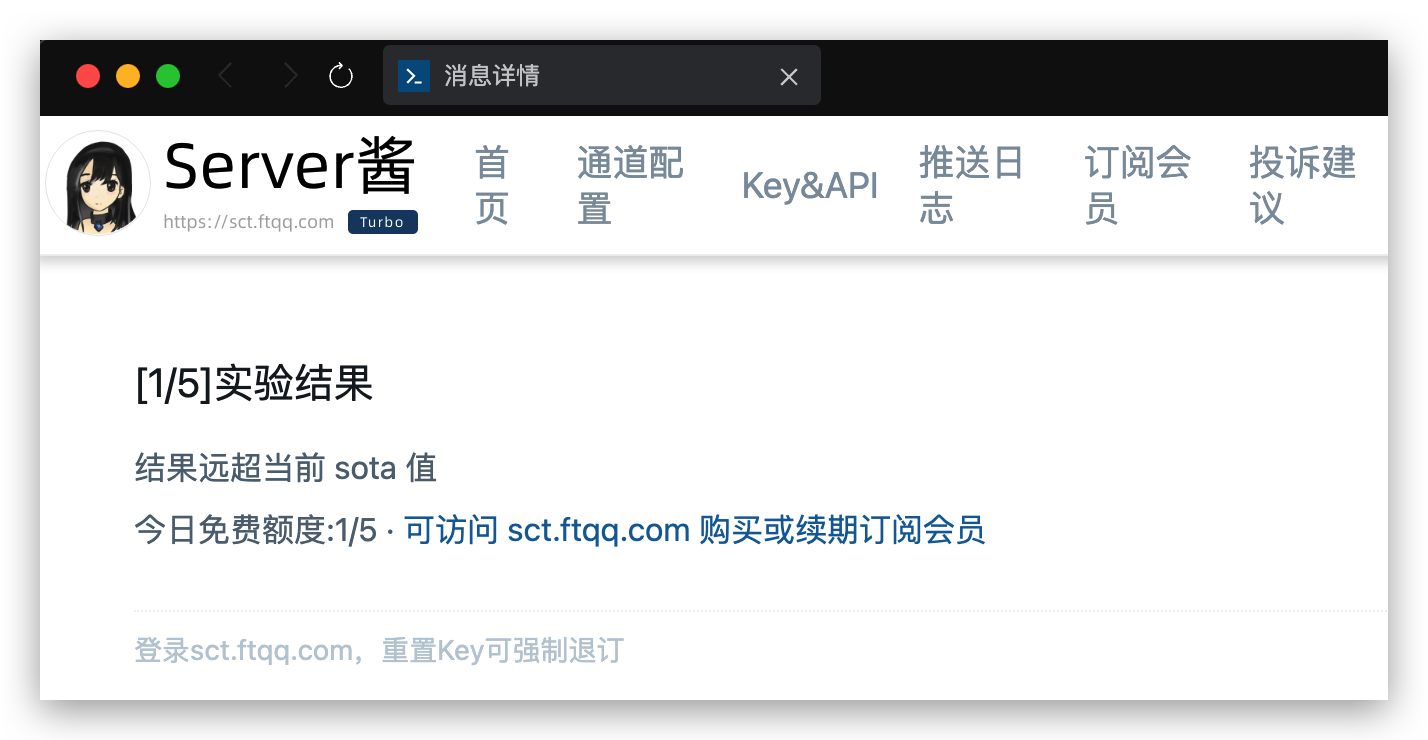 消息详情
Server酱
https://sct.ftqq.com Turbo
首页
通道配置
Key&API
推送日志
订阅会员
投诉建议
[1/5]实验结果
结果远超当前 sota 值
今日免费额度:1/5 · 可访问 sct.ftqq.com 购买或续期订阅会员
登录sct.ftqq.com，重置Key可强制退订